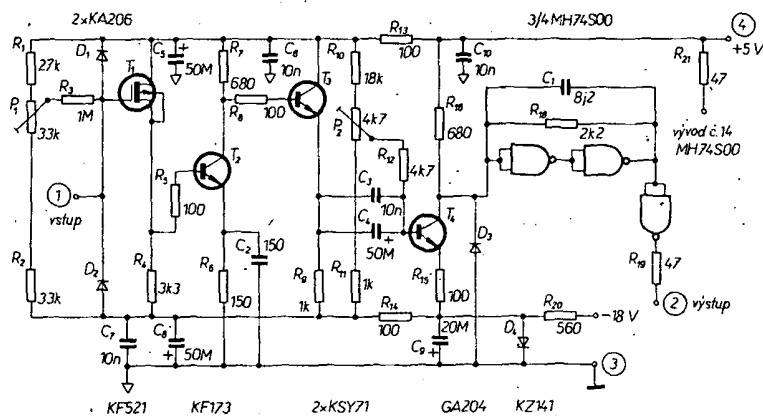 2×KA206
3/4 MH74S00
4
+5 V
R1
27k
D1
C5
+
50M
R7
680
C6
10n
R10
18k
R13
100
C10
10n
R21
47
T1
T3
C1
8j2
R3
1M
P1
33k
R8
100
P2
4k7
R16
680
R18
2k2
vývod č.14
MH74S00
T2
R12
4k7
1
vstup
R5
100
C3
10n
C4
50M
+
T4
D3
R19
47
C2
150
R2
33k
D2
R4
3k3
R6
150
R9
1k
R11
1k
R15
100
2
výstup
R14
100
R20
560
-18 V
C7
10n
C8
50M
+
20M
C9
+
D4
3
KF521
KF173
2×KSY71
GA204
KZ141